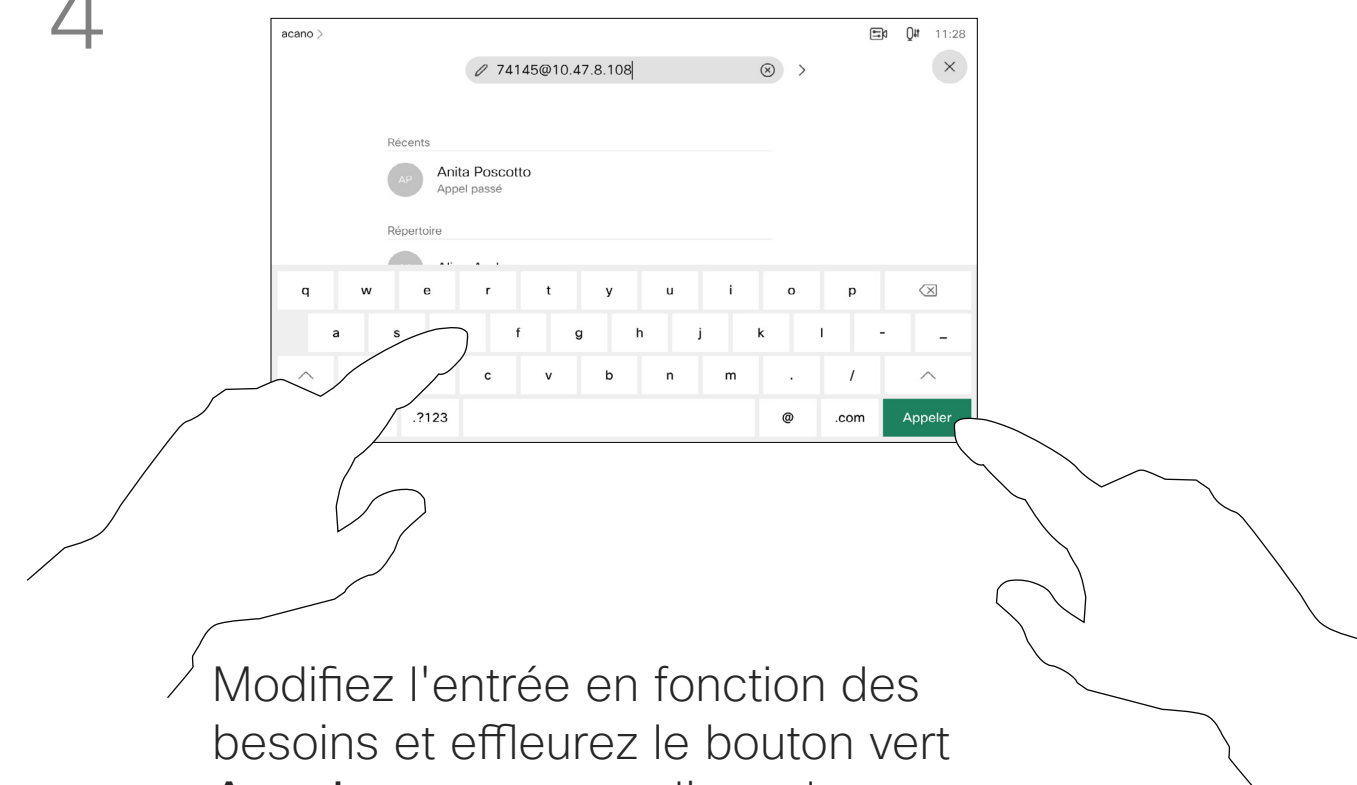 4
acano >
11:28
74145@10.47.8.108
Récents
AP
Anita Poscotto
Appel passé
Répertoire
q w e r t y u i o p
a s f g h j k l - _
c v b n m . /
.?123 @ .com Appeler
Modifiez l'entrée en fonction des
besoins et effleurez le bouton vert